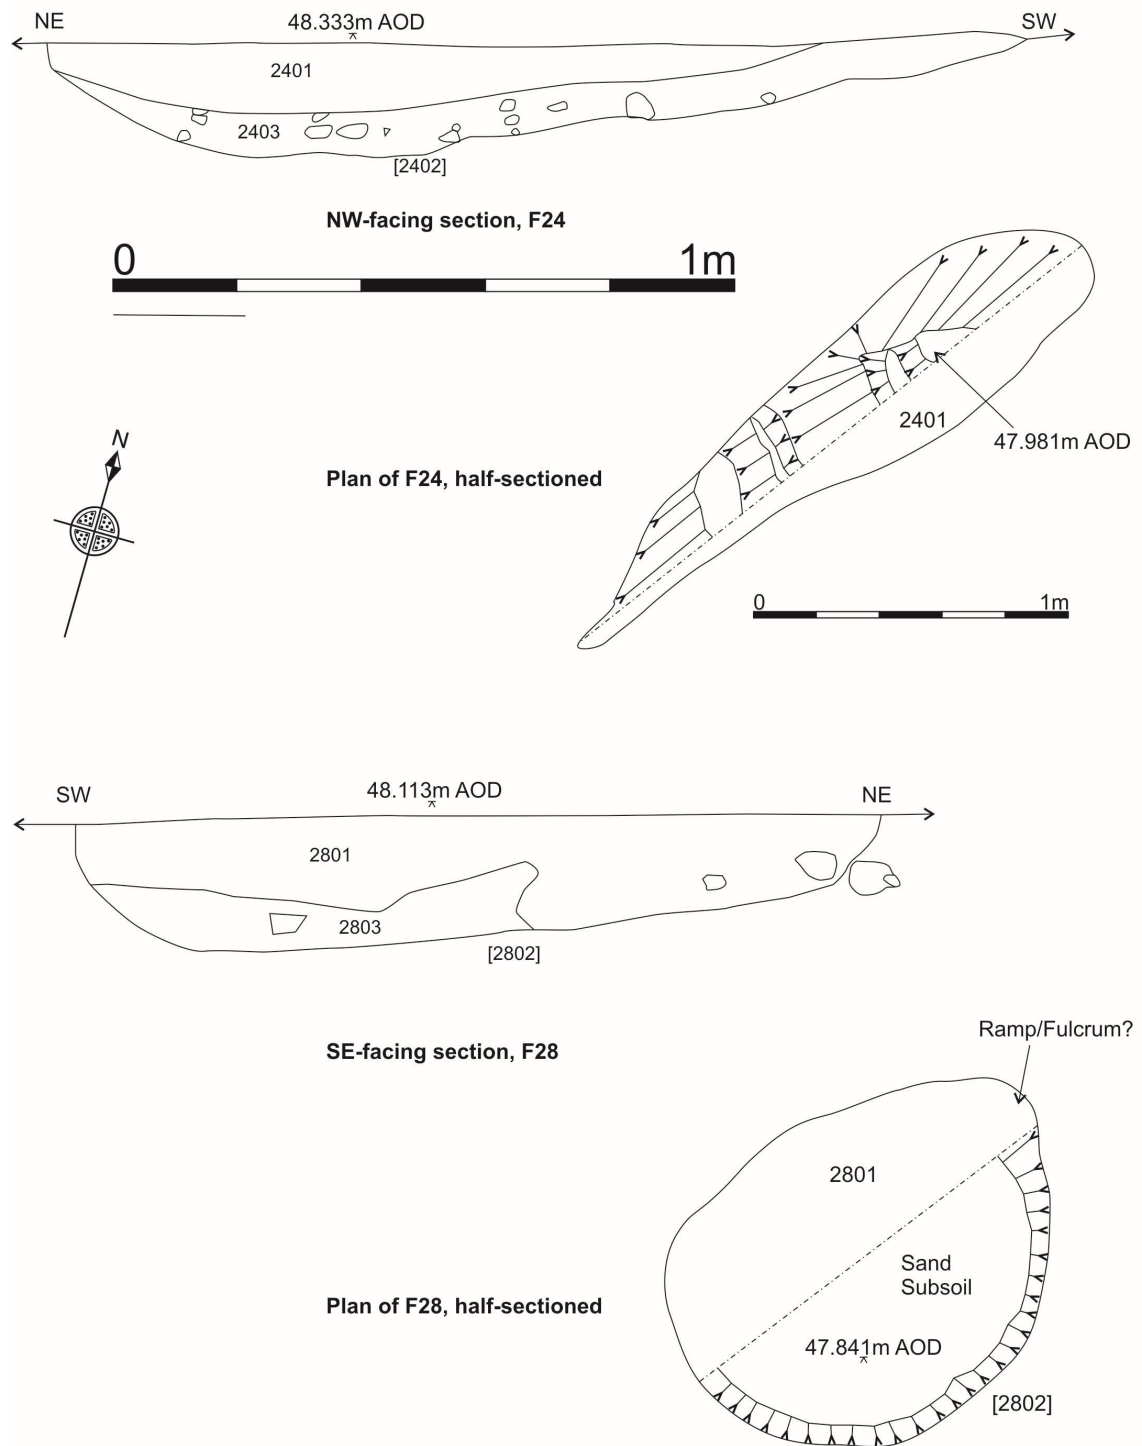 NE
48.333m AOD
SW
2401
2403
[2402]
NW-facing section, F24
0
1m
2401
47.981m AOD
N
Plan of F24, half-sectioned
0
1m
SW
48.113m AOD
NE
2801
2803
[2802]
Ramp/Fulcrum?
SE-facing section, F28
2801
Sand
Subsoil
Plan of F28, half-sectioned
47.841m AOD
[2802]